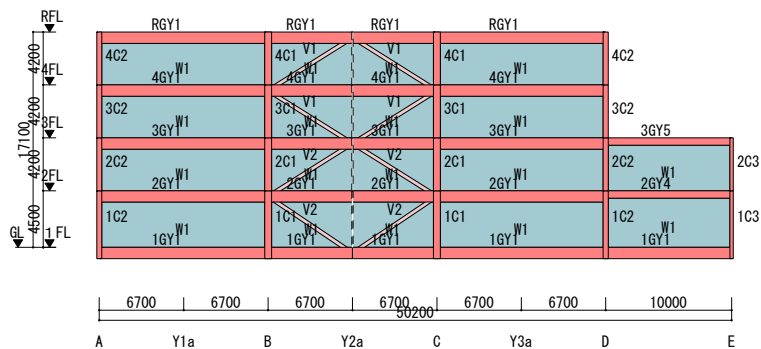 RFL RGY1 RGY1 RGY1 RGY1
4200 4C2 W1 4C1 V1 W1 V1 W1 4C1 W1 4C2
4FL 4GY1 4GY1 4GY1 4GY1
4200 3C2 W1 3C1 V1 W1 V1 W1 3C1 W1 3C2
3FL 3GY1 3GY1 3GY1 3GY1 3GY5
17100
4200 2C2 W1 2C1 V2 W1 V2 W1 2C1 W1 2C2 W1 2C3
2FL 2GY1 2GY1 2GY1 2GY1 2GY4
4500 1C2 W1 1C1 V2 W1 V2 W1 1C1 W1 1C2 W1 1C3
GL 1FL 1GY1 1GY1 1GY1 1GY1 1GY1
6700 6700 6700 6700 6700 6700 10000
50200
A Y1a B Y2a C Y3a D E